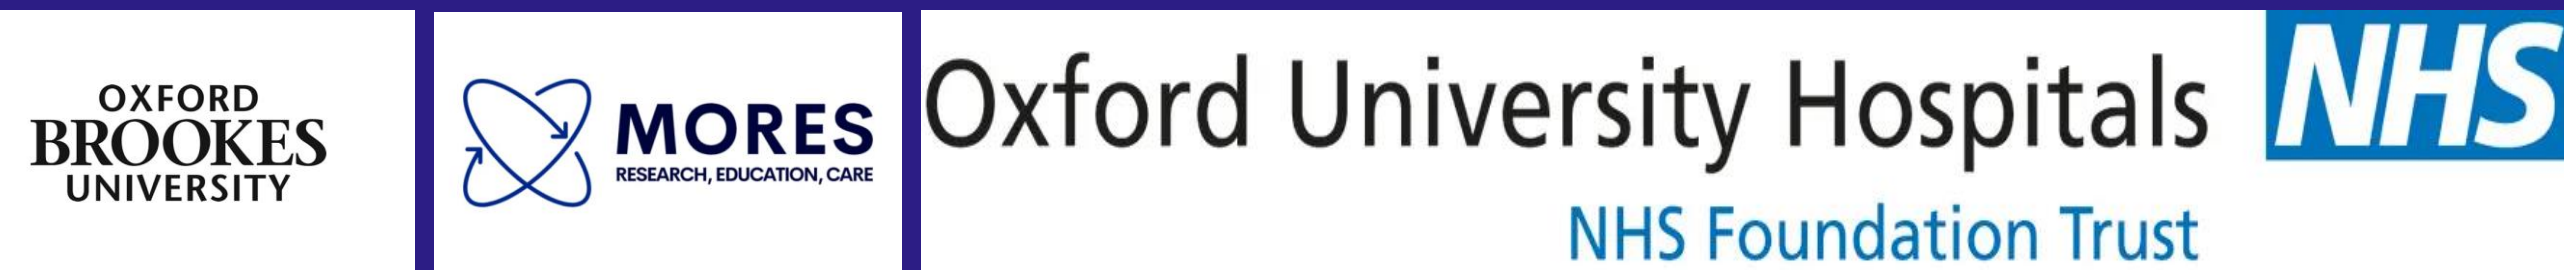 OXFORD
BROOKES
UNIVERSITY
MORES
RESEARCH, EDUCATION, CARE
Oxford University Hospitals NHS
NHS Foundation Trust